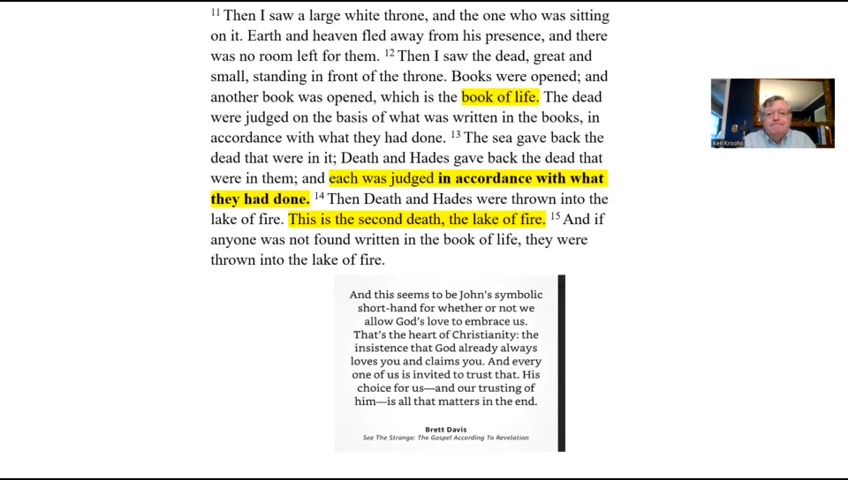 11 Then I saw a large white throne, and the one who was sitting
on it. Earth and heaven fled away from his presence, and there
was no room left for them. 12 Then I saw the dead, great and
small, standing in front of the throne. Books were opened; and
another book was opened, which is the book of life. The dead
were judged on the basis of what was written in the books, in
accordance with what they had done. 13 The sea gave back the
dead that were in it; Death and Hades gave back the dead that
were in them; and each was judged in accordance with what
they had done. 14 Then Death and Hades were thrown into the
lake of fire. This is the second death, the lake of fire. 15 And if
anyone was not found written in the book of life, they were
thrown into the lake of fire.
And this seems to be John's symbolic
short-hand for whether or not we
allow God's love to embrace us.
That's the heart of Christianity: the
insistence that God already always
loves you and claims you. And every
one of us is invited to trust that. His
choice for us—and our trusting of
him—is all that matters in the end.
Brett Davis
See The Strange: The Gospel According To Revelation